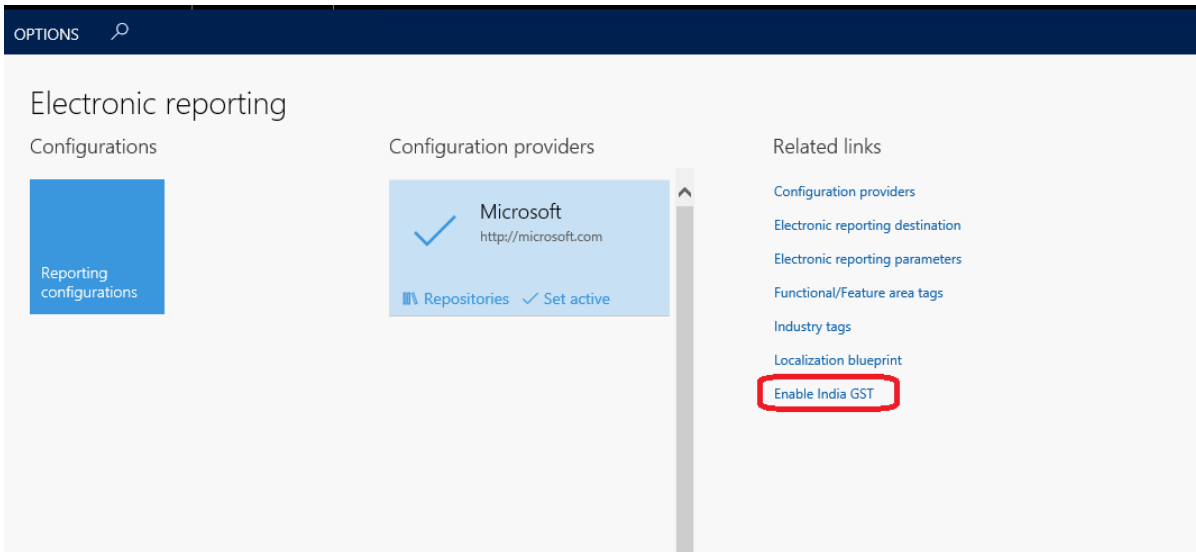 OPTIONS
Electronic reporting
Configurations
Reporting
configurations
Configuration providers
Microsoft
http://microsoft.com
Repositories
Set active
Related links
Configuration providers
Electronic reporting destination
Electronic reporting parameters
Functional/Feature area tags
Industry tags
Localization blueprint
Enable India GST